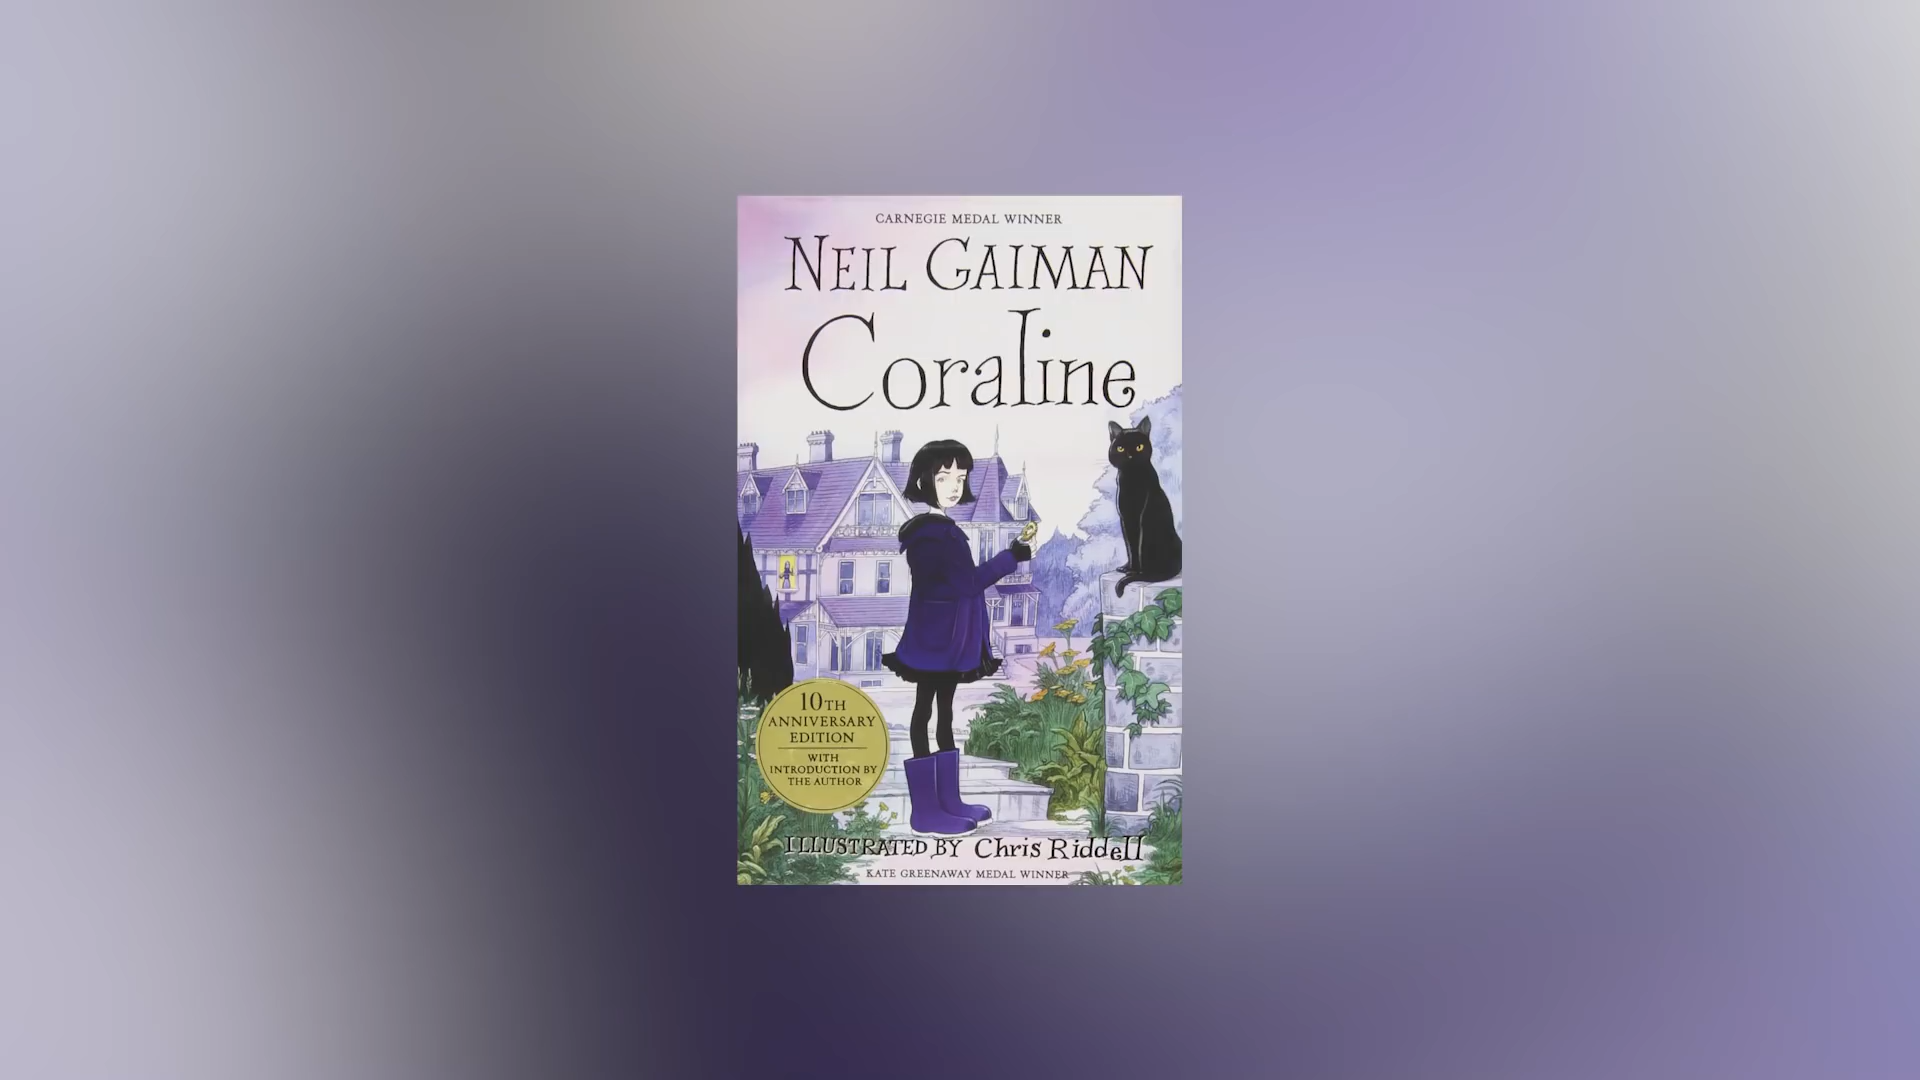 CARNEGIE MEDAL WINNER
NEIL GAIMAN
Coraline
10TH
ANNIVERSARY
EDITION
WITH
INTRODUCTION BY
THE AUTHOR
ILLUSTRATED BY Chris Riddell
KATE GREENAWAY MEDAL WINNER